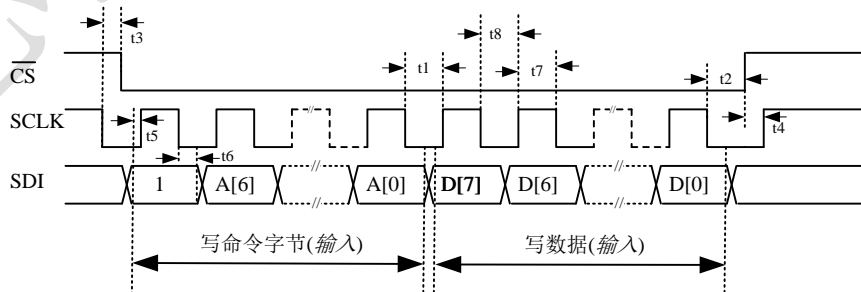 t3
t8
CS
t1
t7
t2
SCLK
t5
t4
t6
SDI
1
A[6]
A[0]
D[7]
D[6]
D[0]
写命令字节(输入)
写数据(输入)